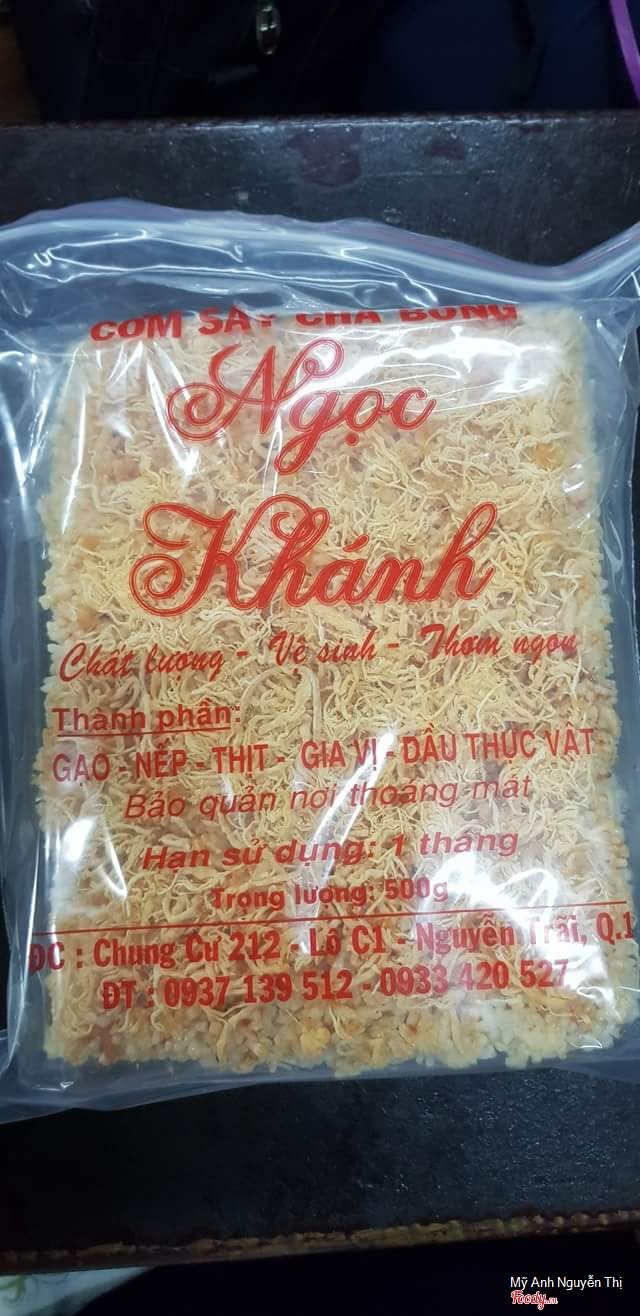 CƠM SẤY CHÀ BÔNG
Ngọc
Khánh
Chất lượng - Vệ sinh - Thơm ngon
Thành phần:
GẠO - NẾP - THỊT - GIA VỊ - DẦU THỰC VẬT
Bảo quản nơi thoáng mát
Hạn sử dụng: 1 tháng
Trọng lượng: 500g
ĐC : Chung Cư 212 - Lô C1 - Nguyễn Trãi, Q.1
ĐT : 0937 139 512 - 0933 420 527
Mỹ Anh Nguyễn Thị
Foody.vn